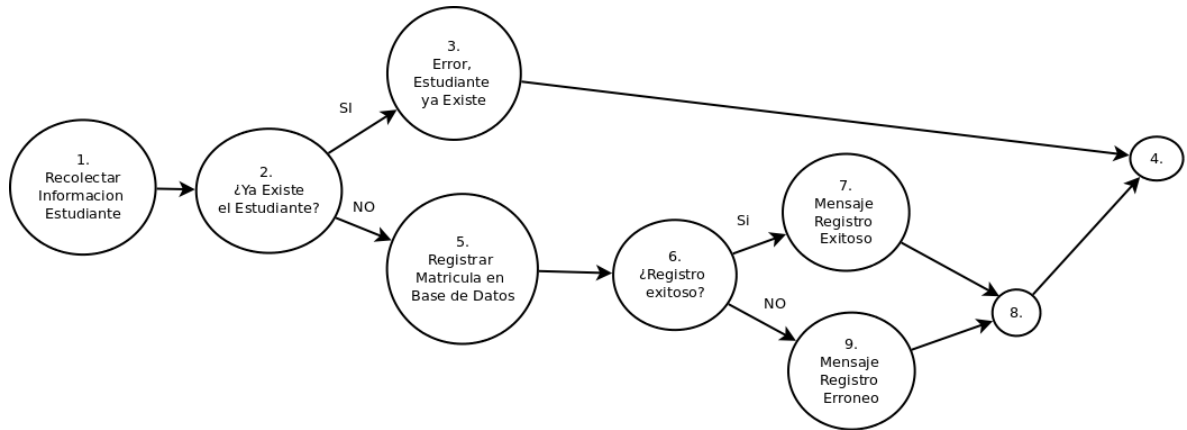 1.
Recolectar
Informacion
Estudiante
2.
¿Ya Existe
el Estudiante?
SI
3.
Error,
Estudiante
ya Existe
4.
NO
5.
Registrar
Matricula en
Base de Datos
6.
¿Registro
exitoso?
Si
7.
Mensaje
Registro
Exitoso
8.
NO
9.
Mensaje
Registro
Erroneo